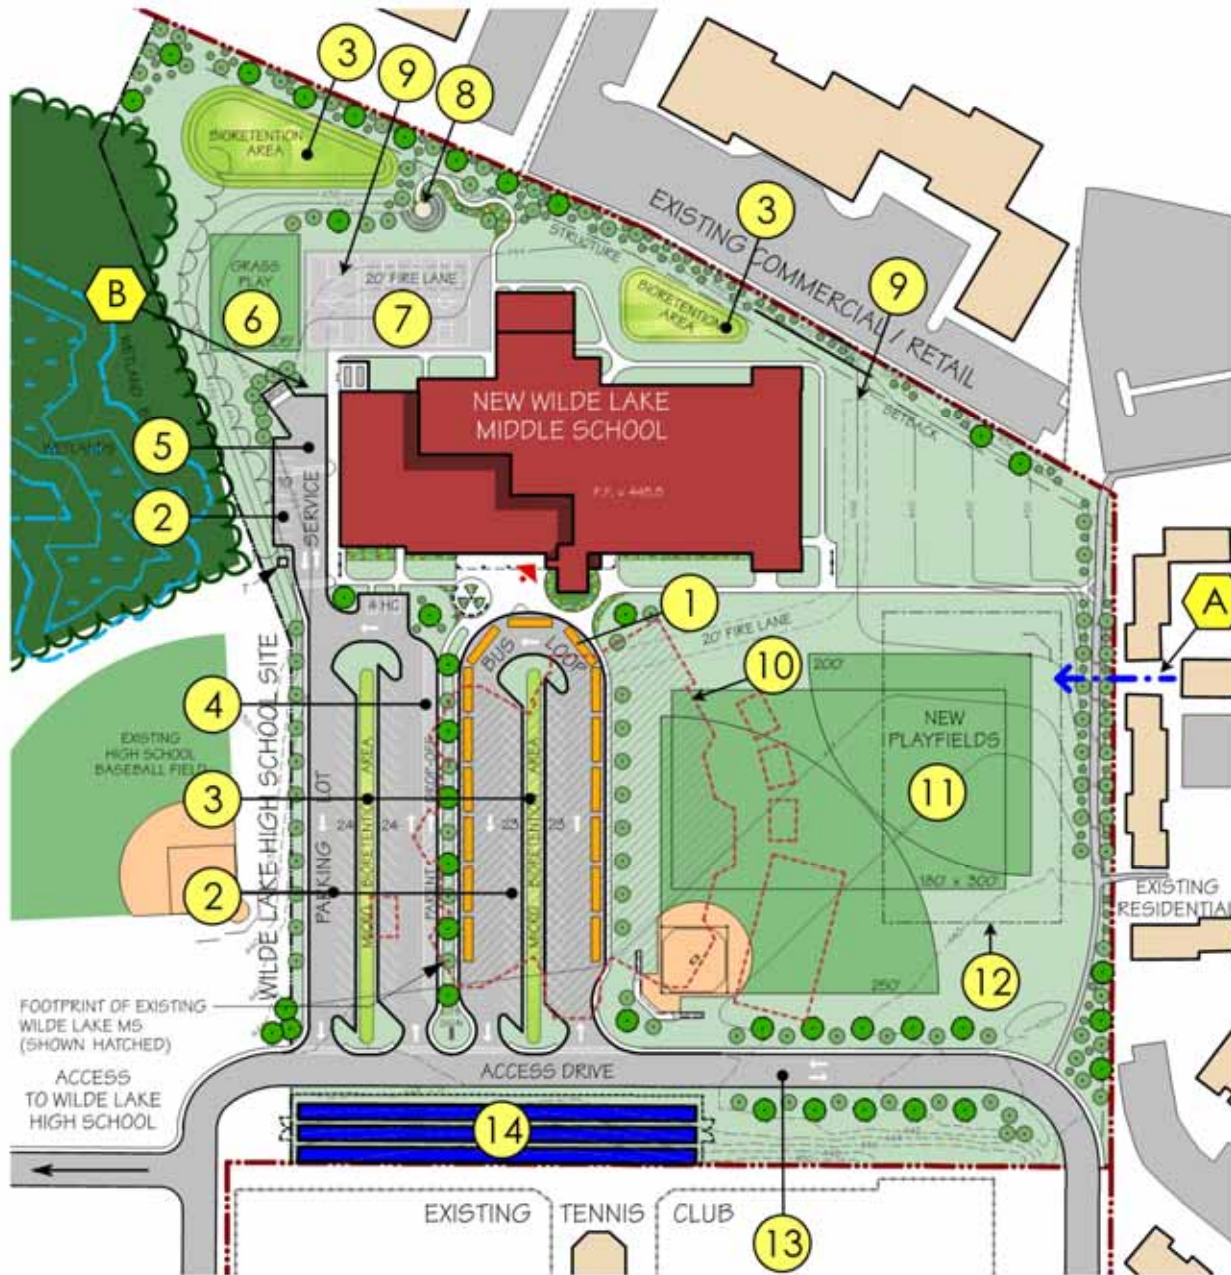 3
9
8
BIORETENTION
AREA
3
EXISTING COMMERCIAL / RETAIL
STRUCTURE
SETBACK
B
GRASS
PLAY
6
20' FIRE LANE
7
BIORETENTION
AREA
9
WETLAND
NEW WILDE LAKE
MIDDLE SCHOOL
5
WETLANDS
2
10
SERVICE
T
4 HC
1
A
BUS LOOP
20' FIRE LANE
10
200'
4
WILDE LAKE HIGH SCHOOL SITE
EXISTING
HIGH SCHOOL
BASEBALL FIELD
NEW
PLAYFIELDS
11
3
PARKING LOT
24
24
MICRO BIORETENTION AREA
PARENT DROP-OFF
23
23
MICRO BIORETENTION AREA
2
180' x 300'
EXISTING
RESIDENTIAL
12
250'
FOOTPRINT OF EXISTING
WILDE LAKE MS
(SHOWN HATCHED)
ACCESS
TO WILDE LAKE
HIGH SCHOOL
ACCESS DRIVE
14
13
EXISTING TENNIS CLUB